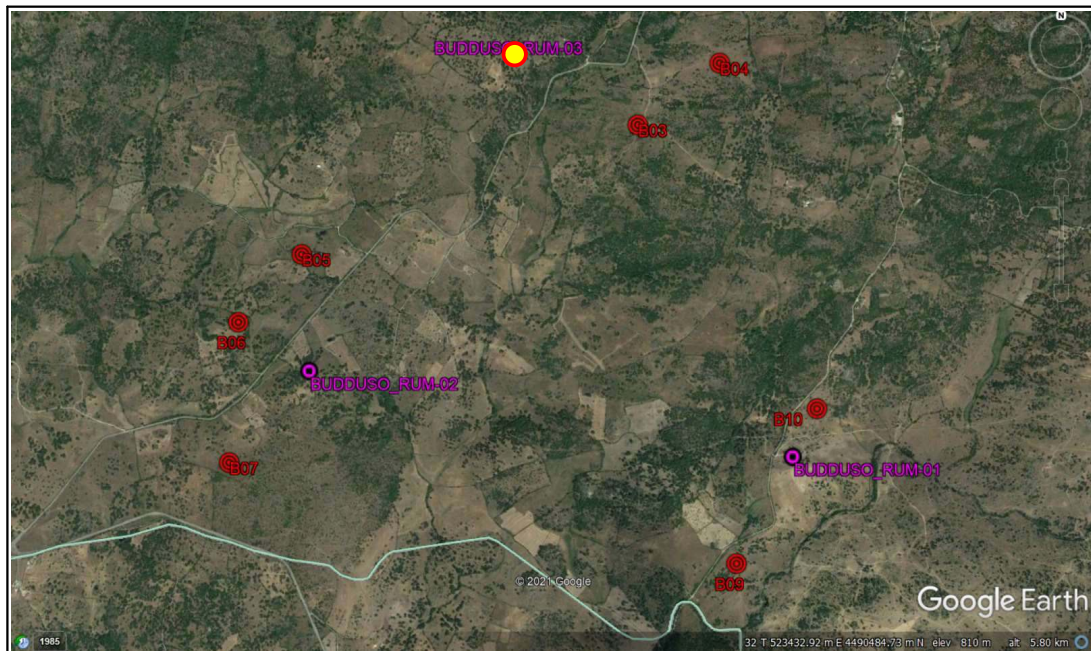 N
BUDDUSO_RUM-03
B04
B03
B05
B06
BUDDUSO_RUM-02
B10
B07
BUDDUSO_RUM-01
B09
© 2021 Google
Google Earth
1985
32 T 523432.92 m E 4490484.73 m N elev 810 m alt 5.80 km